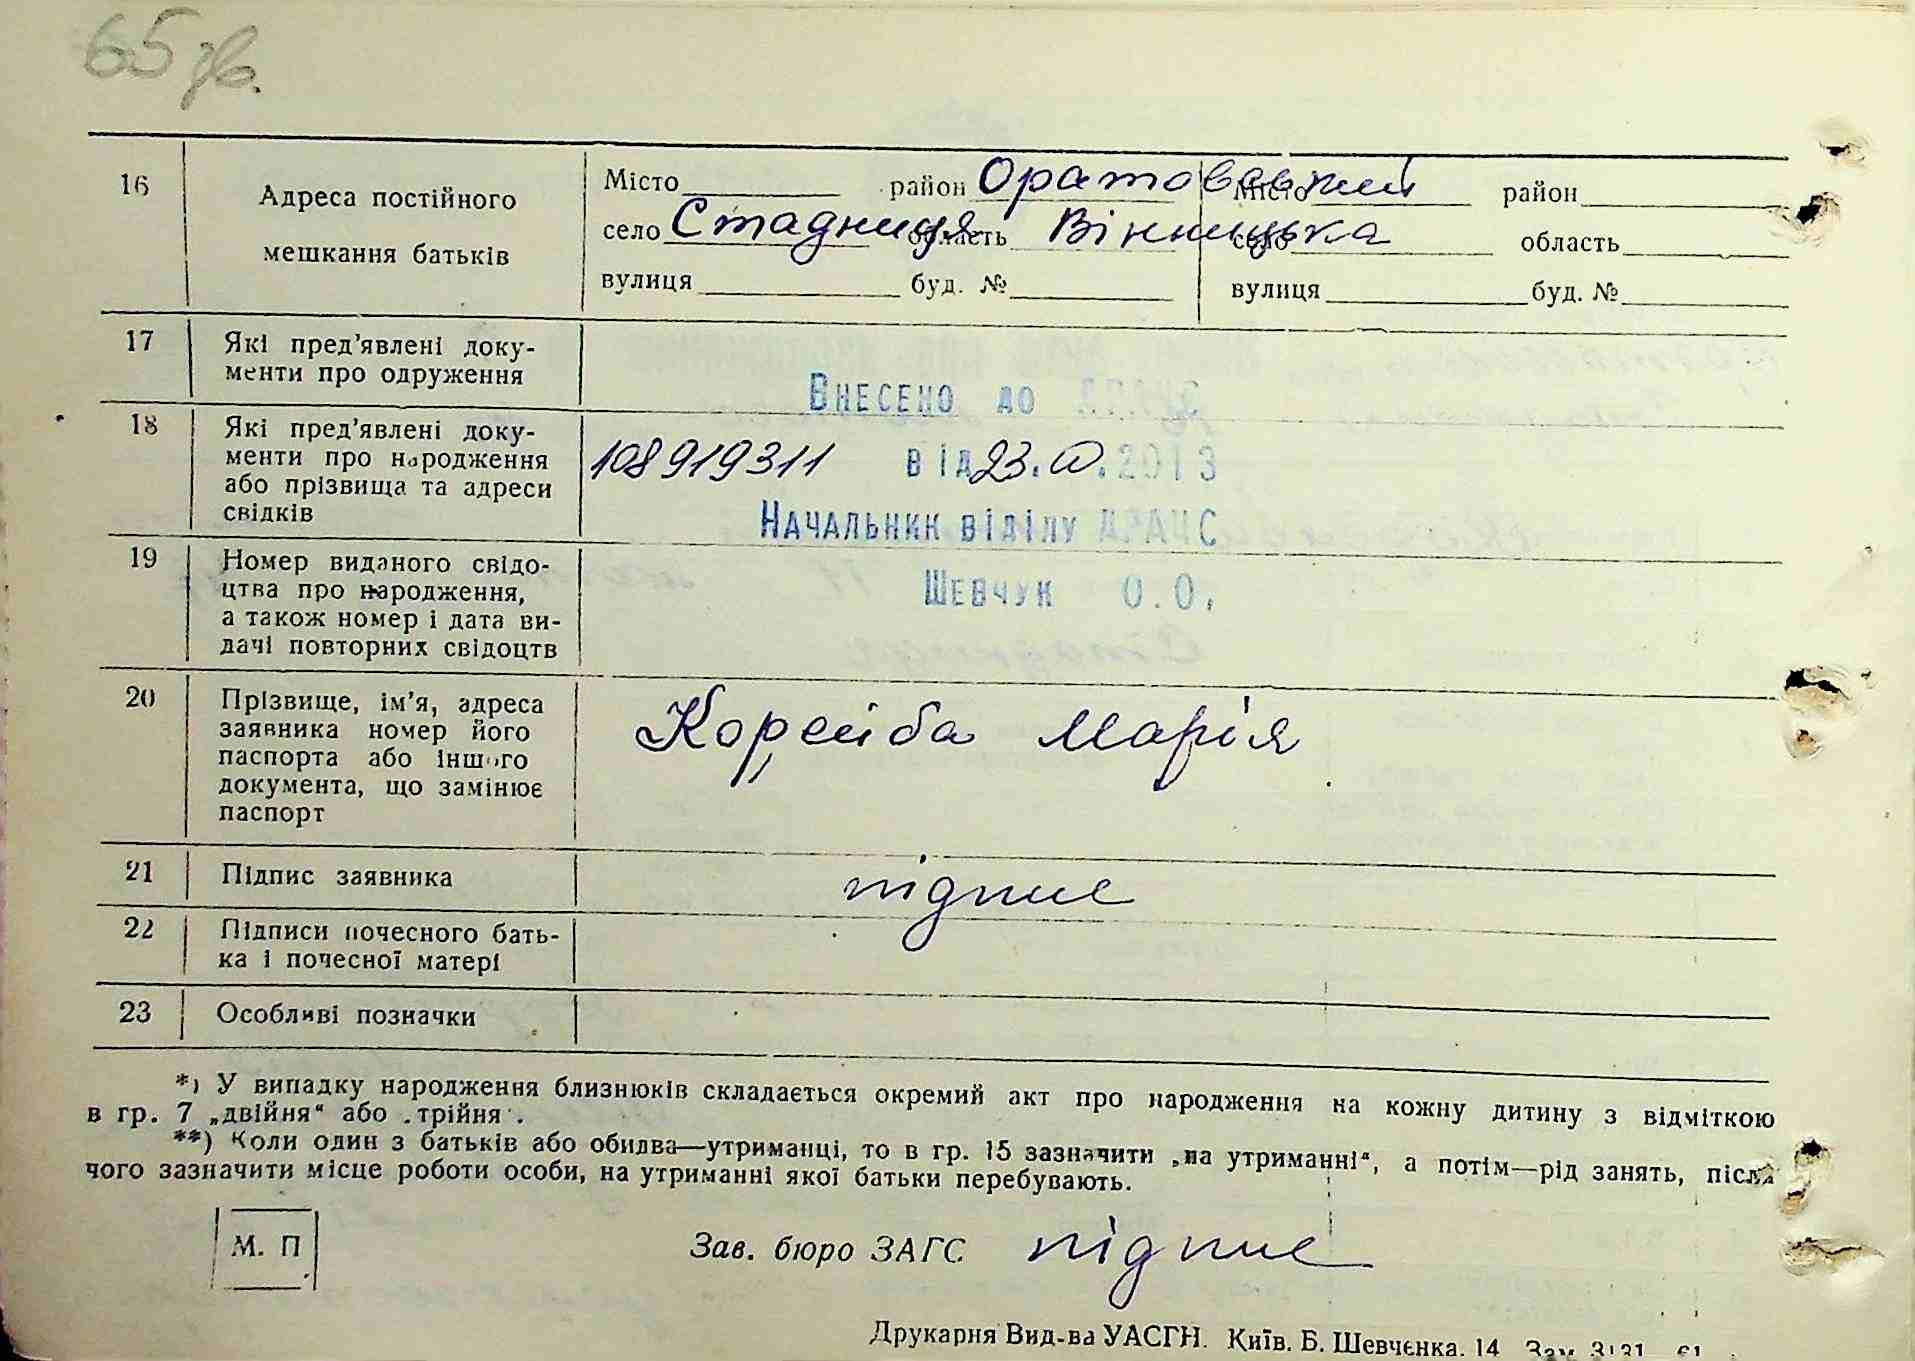 65 зв.
16 Адреса постійного мешкання батьків
Місто район Оратовський Місто район
село Стадниця область Вінницька село область
вулиця буд. № вулиця буд. №
17 Які пред'явлені доку-
менти про одруження
Внесено до ДРАЦС
18 Які пред'явлені доку-
менти про народження
або прізвища та адреси
свідків
108919311 від 23. .2013
Начальник відділу ДРАЦС
19 Номер виданого свідо-
цтва про народження,
а також номер і дата ви-
дачі повторних свідоцтв
Шевчук О.О.
20 Прізвище, ім'я, адреса
заявника номер його
паспорта або іншого
документа, що замінює
паспорт
Корейба Марія
21 Підпис заявника підпис
22 Підписи почесного бать-
ка і почесної матері
23 Особливі позначки
*) У випадку народження близнюків складається окремий акт про народження на кожну дитину з відміткою
в гр. 7 „двійня“ або „трійня“.
**) Коли один з батьків або обидва—утриманці, то в гр. 15 зазначити „на утриманні“, а потім—рід занять, після
чого зазначити місце роботи особи, на утриманні якої батьки перебувають.
М. П
Зав. бюро ЗАГС підпис
Друкарня Вид-ва УАСГН. Київ. Б. Шевченка. 14 Зам. 3131—61